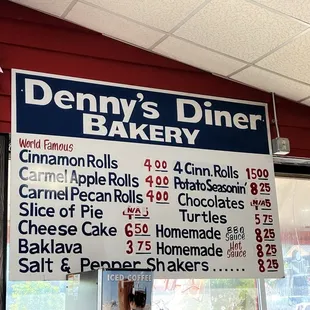 Denny's Diner
BAKERY
World Famous
Cinnamon Rolls 4.00
Carmel Apple Rolls 4.00
Carmel Pecan Rolls 4.00
Slice of Pie
Cheese Cake 6.50
Baklava 3.75
Salt & Pepper Shakers ...... 8.25
4 Cinn. Rolls 15.00
Potato Seasonin' 8.25
Chocolates
Turtles 5.75
Homemade BBQ Sauce 8.25
Homemade Hot Sauce 8.25
ICED COFFEE